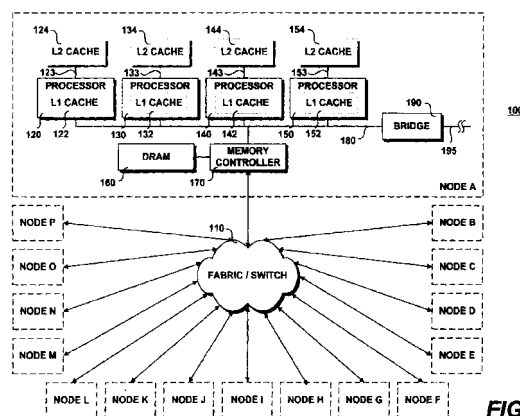 124 134 144 154
L2 CACHE L2 CACHE L2 CACHE L2 CACHE
123 133 143 153
PROCESSOR PROCESSOR PROCESSOR PROCESSOR
L1 CACHE L1 CACHE L1 CACHE L1 CACHE
190
100
BRIDGE
120 122 130 132 140 142 150 152 180 195
DRAM
MEMORY
CONTROLLER
160 170
NODE A
NODE P 110 NODE B
NODE O FABRIC / SWITCH NODE C
NODE N NODE D
NODE M NODE E
NODE L NODE K NODE J NODE I NODE H NODE G NODE F
FIG